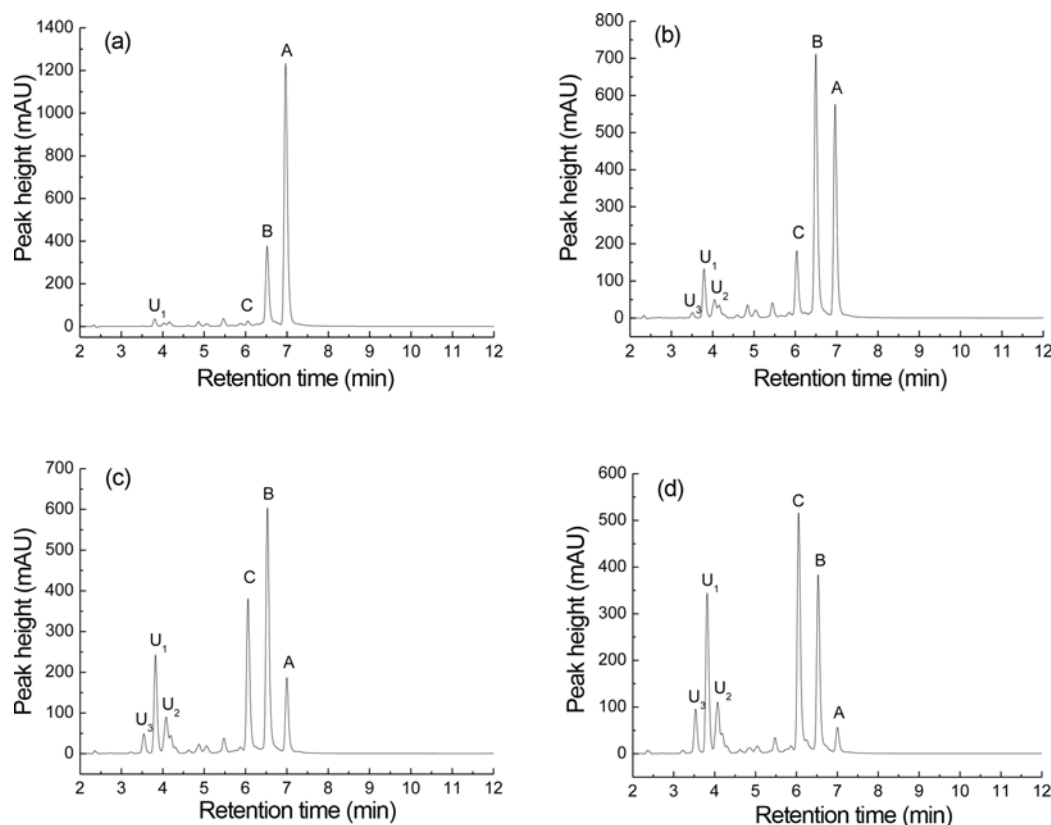 (a)
A
B
U₁
C
1400
1200
1000
800
600
400
200
0
Peak height (mAU)
2 3 4 5 6 7 8 9 10 11 12
Retention time (min)
(b)
B
A
C
U₁
U₂
U₃
800
700
600
500
400
300
200
100
0
Peak height (mAU)
2 3 4 5 6 7 8 9 10 11 12
Retention time (min)
(c)
B
C
A
U₁
U₂
U₃
700
600
500
400
300
200
100
0
Peak height (mAU)
2 3 4 5 6 7 8 9 10 11 12
Retention time (min)
(d)
C
B
U₁
U₂
U₃
A
600
500
400
300
200
100
0
Peak height (mAU)
2 3 4 5 6 7 8 9 10 11 12
Retention time (min)